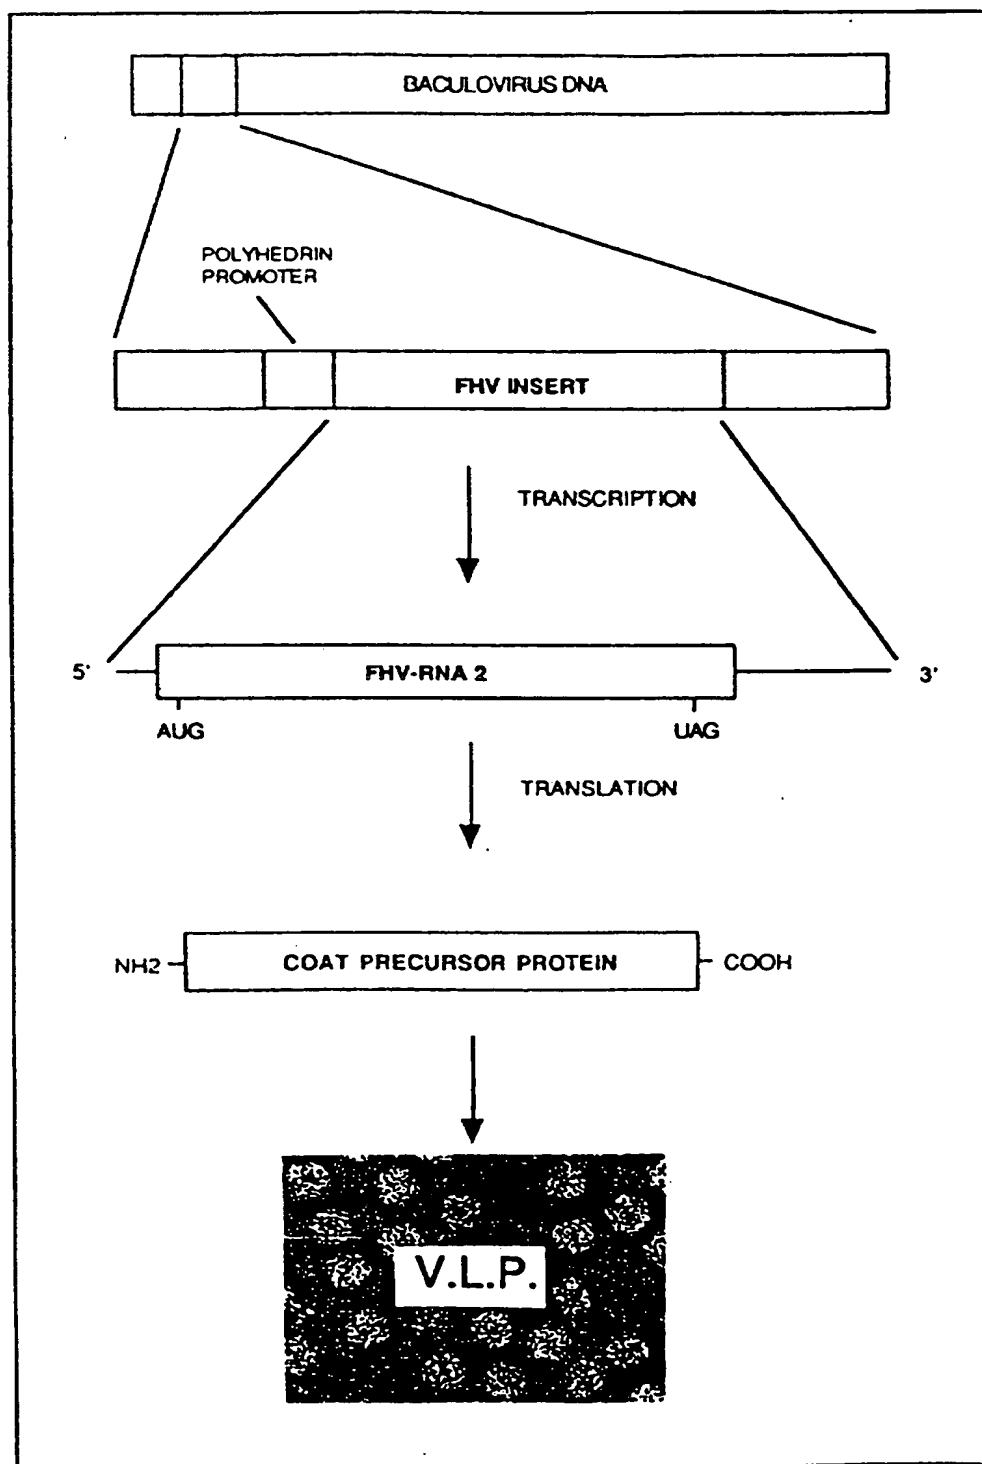 BACULOVIRUS DNA
POLYHEDRIN
PROMOTER
FHV INSERT
TRANSCRIPTION
5'
FHV-RNA 2
3'
AUG
UAG
TRANSLATION
NH2
COAT PRECURSOR PROTEIN
COOH
V.L.P.